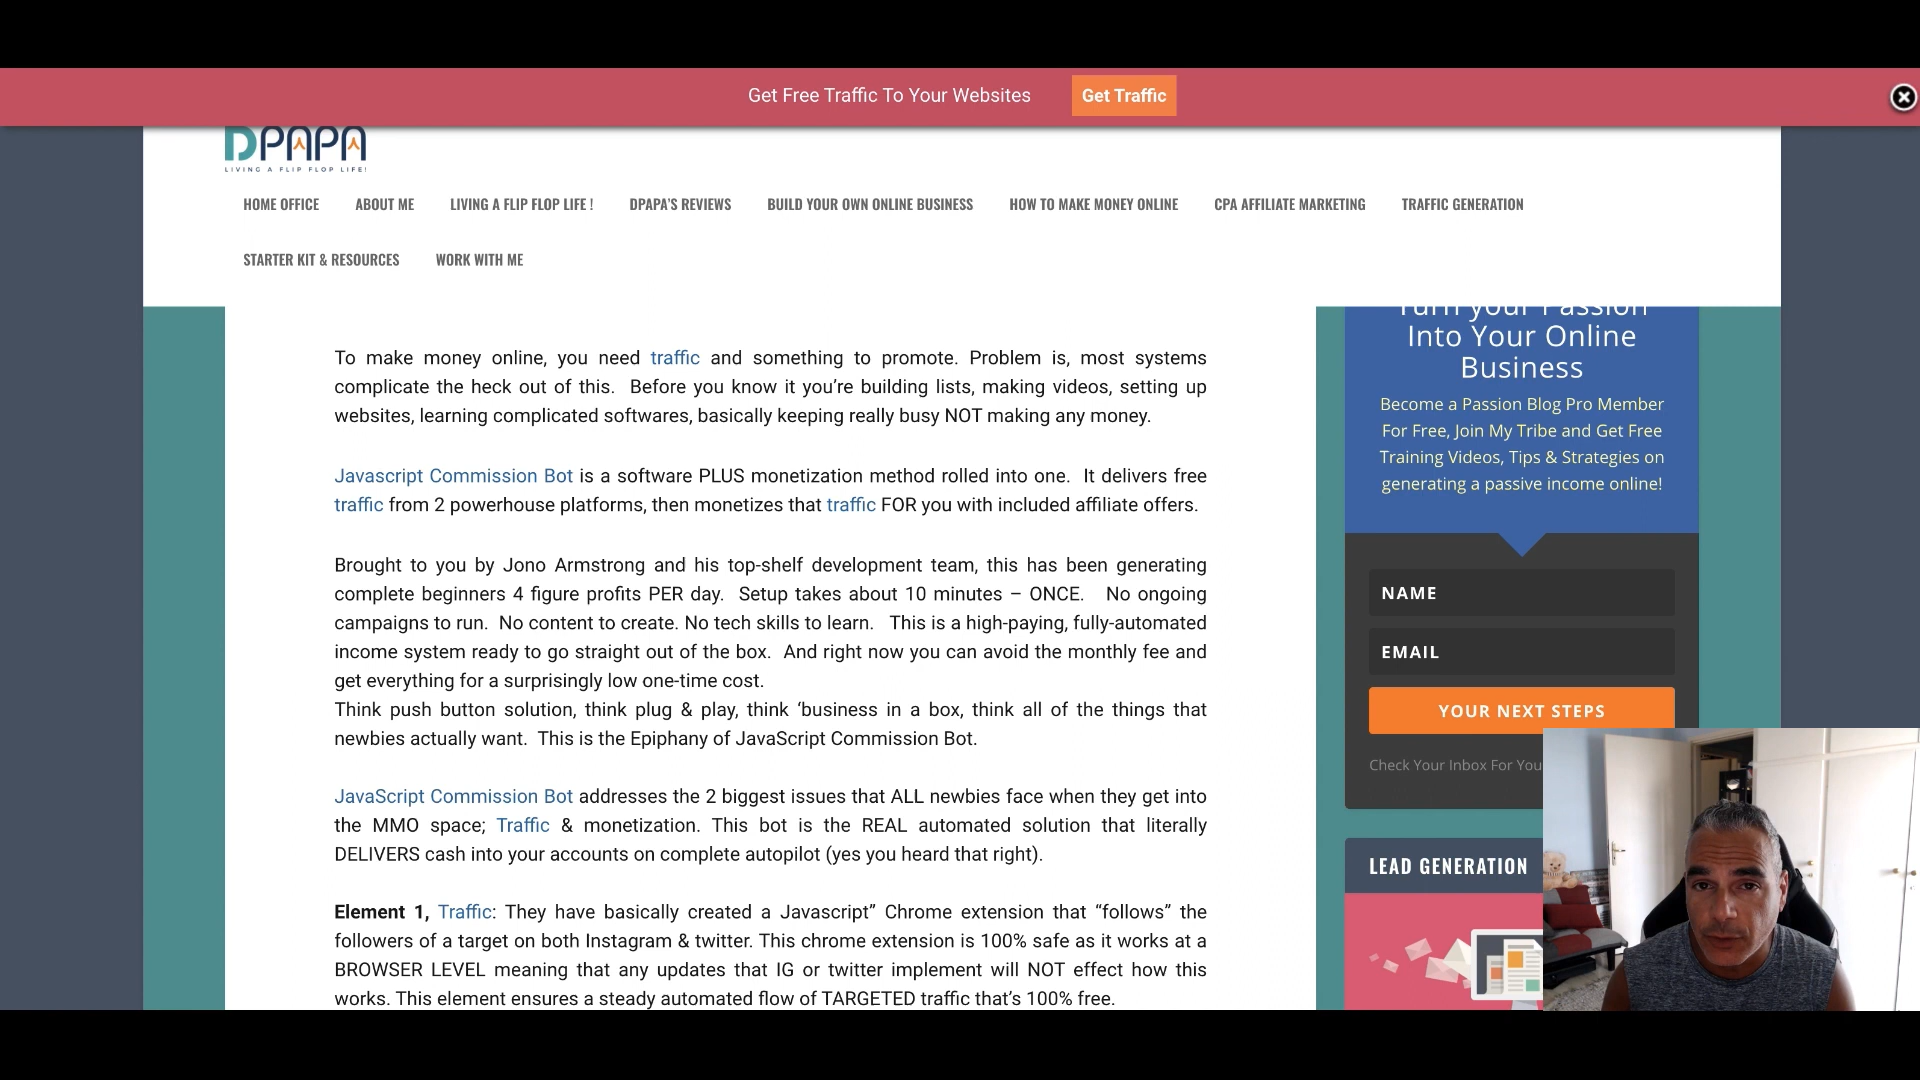 Get Free Traffic To Your Websites
Get Traffic
DPAPA
LIVING A FLIP FLOP LIFE!
HOME OFFICE ABOUT ME LIVING A FLIP FLOP LIFE ! DPAPA'S REVIEWS BUILD YOUR OWN ONLINE BUSINESS HOW TO MAKE MONEY ONLINE CPA AFFILIATE MARKETING TRAFFIC GENERATION
STARTER KIT & RESOURCES WORK WITH ME
To make money online, you need traffic and something to promote. Problem is, most systems
complicate the heck out of this. Before you know it you’re building lists, making videos, setting up
websites, learning complicated softwares, basically keeping really busy NOT making any money.
Javascript Commission Bot is a software PLUS monetization method rolled into one. It delivers free
traffic from 2 powerhouse platforms, then monetizes that traffic FOR you with included affiliate offers.
Brought to you by Jono Armstrong and his top-shelf development team, this has been generating
complete beginners 4 figure profits PER day. Setup takes about 10 minutes – ONCE. No ongoing
campaigns to run. No content to create. No tech skills to learn. This is a high-paying, fully-automated
income system ready to go straight out of the box. And right now you can avoid the monthly fee and
get everything for a surprisingly low one-time cost.
Think push button solution, think plug & play, think ‘business in a box, think all of the things that
newbies actually want. This is the Epiphany of JavaScript Commission Bot.
JavaScript Commission Bot addresses the 2 biggest issues that ALL newbies face when they get into
the MMO space; Traffic & monetization. This bot is the REAL automated solution that literally
DELIVERS cash into your accounts on complete autopilot (yes you heard that right).
Element 1, Traffic: They have basically created a Javascript” Chrome extension that “follows” the
followers of a target on both Instagram & twitter. This chrome extension is 100% safe as it works at a
BROWSER LEVEL meaning that any updates that IG or twitter implement will NOT effect how this
works. This element ensures a steady automated flow of TARGETED traffic that’s 100% free.
Turn your Passion
Into Your Online
Business
Become a Passion Blog Pro Member
For Free, Join My Tribe and Get Free
Training Videos, Tips & Strategies on
generating a passive income online!
NAME
EMAIL
YOUR NEXT STEPS
Check Your Inbox For You
LEAD GENERATION